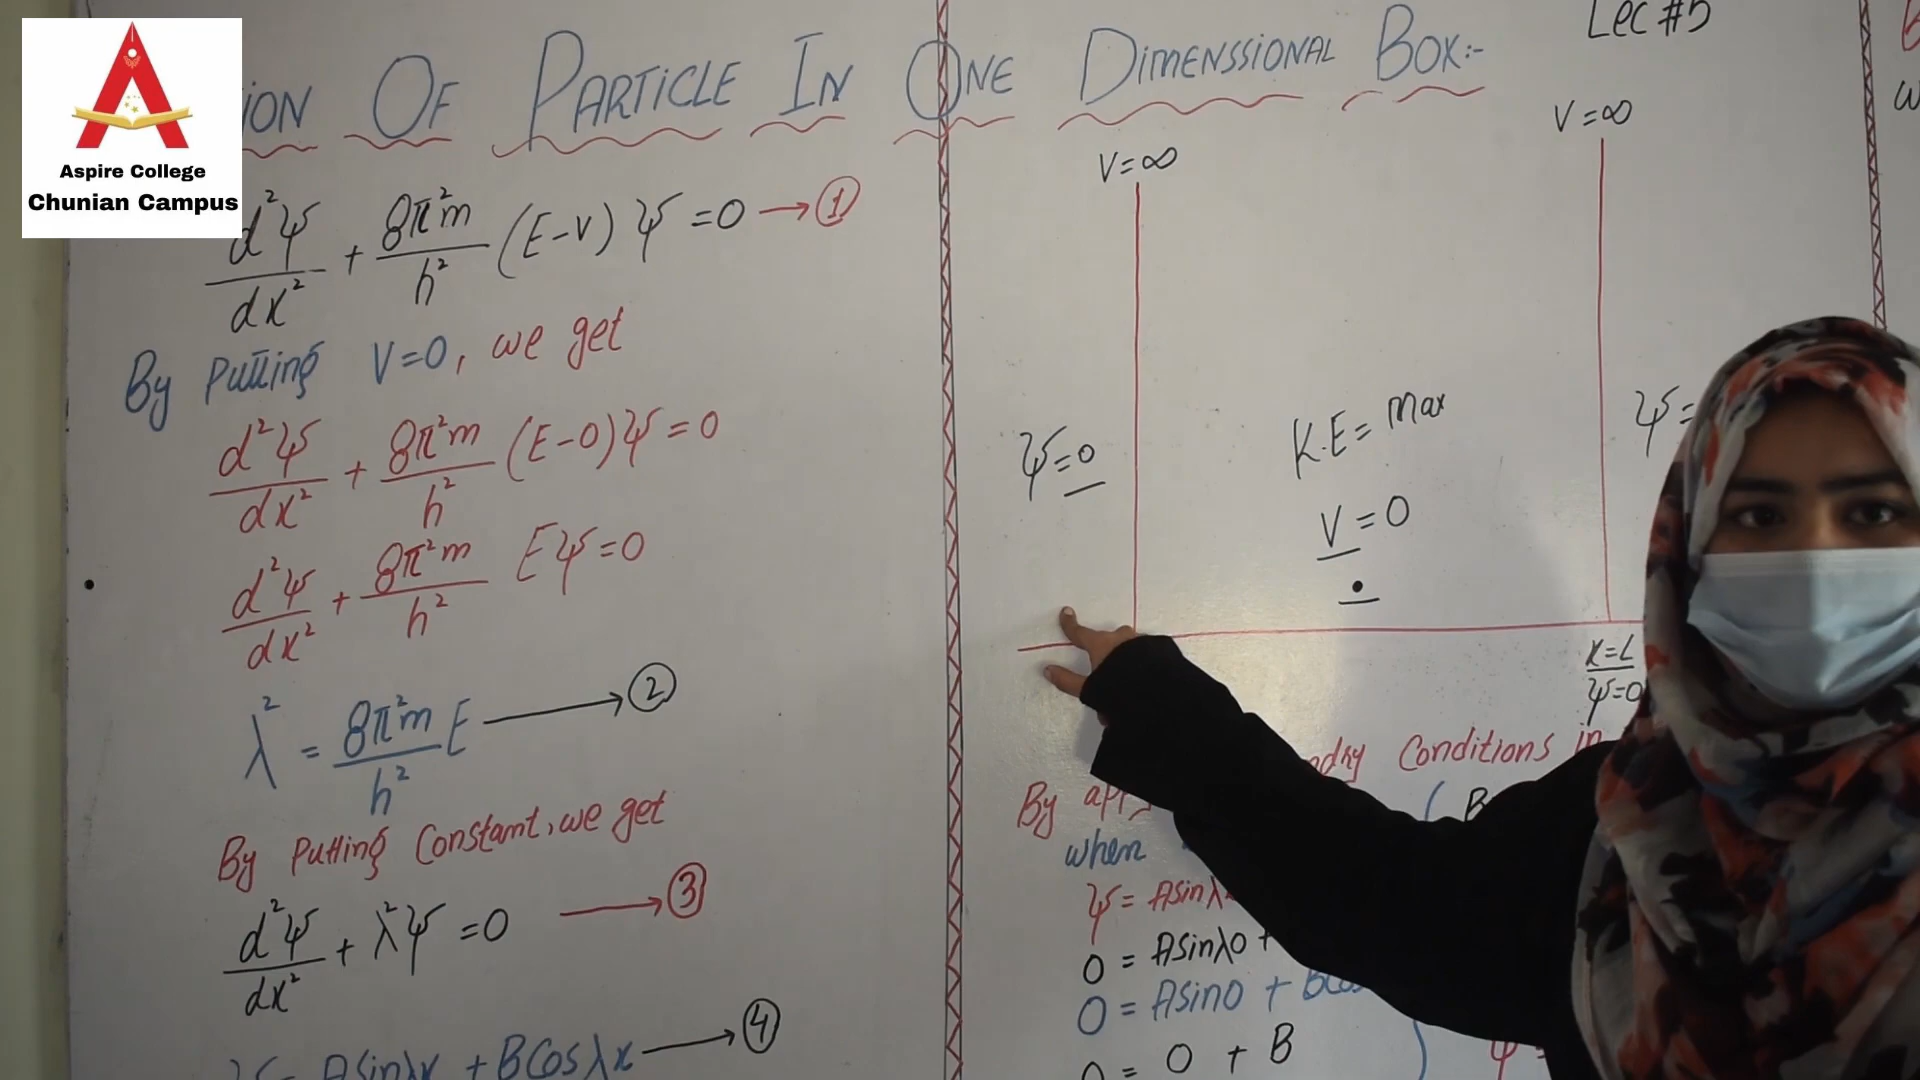 Aspire College
Chunian Campus
ION OF PARTICLE IN ONE DIMENSSIONAL BOX:-
d²ψ/dx² + 8π²m/h² (E-V) ψ = 0 → ①
By Putting V=0, we get
d²ψ/dx² + 8π²m/h² (E-0)ψ = 0
d²ψ/dx² + 8π²m/h² Eψ = 0
λ² = 8π²m/h² E → ②
By Putting Constant, we get
d²ψ/dx² + λ²ψ = 0 → ③
Asinλx + BCosλx → ④
Lec #5
V = ∞
V = ∞
ψ = 0
K.E = Max
V = 0
ψ =
x = L
ψ = 0
By Conditions in
when
ψ = Asinλ
0 = Asinλ0 +
0 = Asin0 +
0 = 0 + B